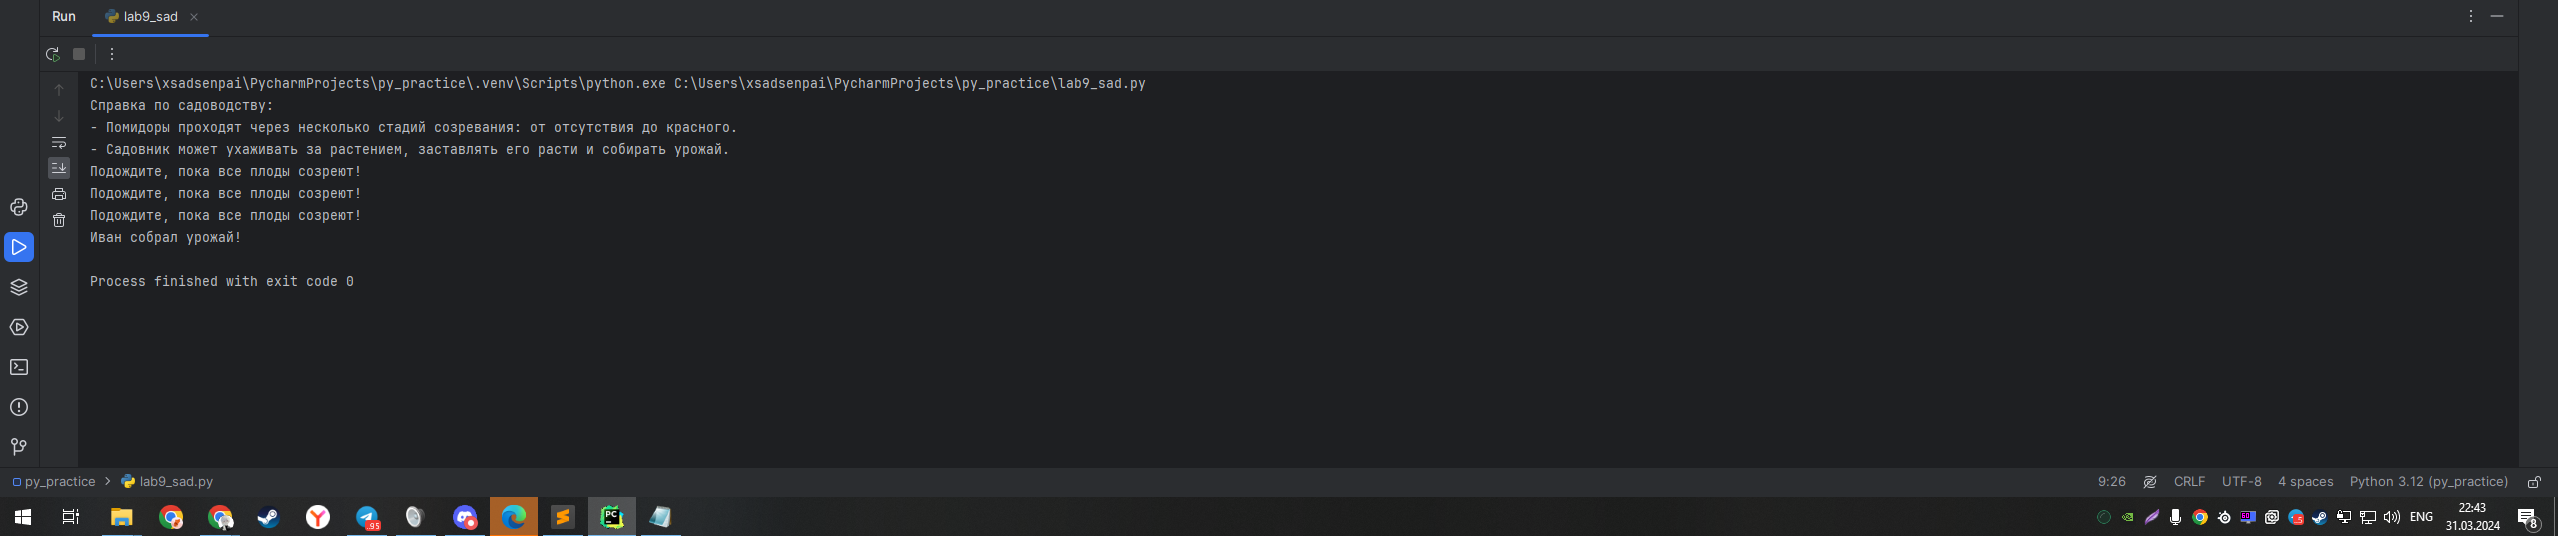 Run lab9_sad
C:\Users\xsadsenpai\PycharmProjects\py_practice\.venv\Scripts\python.exe C:\Users\xsadsenpai\PycharmProjects\py_practice\lab9_sad.py
Справка по садоводству:
- Помидоры проходят через несколько стадий созревания: от отсутствия до красного.
- Садовник может ухаживать за растением, заставлять его расти и собирать урожай.
Подождите, пока все плоды созреют!
Подождите, пока все плоды созреют!
Подождите, пока все плоды созреют!
Иван собрал урожай!
Process finished with exit code 0
py_practice > lab9_sad.py 9:26 CRLF UTF-8 4 spaces Python 3.12 (py_practice)
PC ENG 22:43
31.03.2024 8